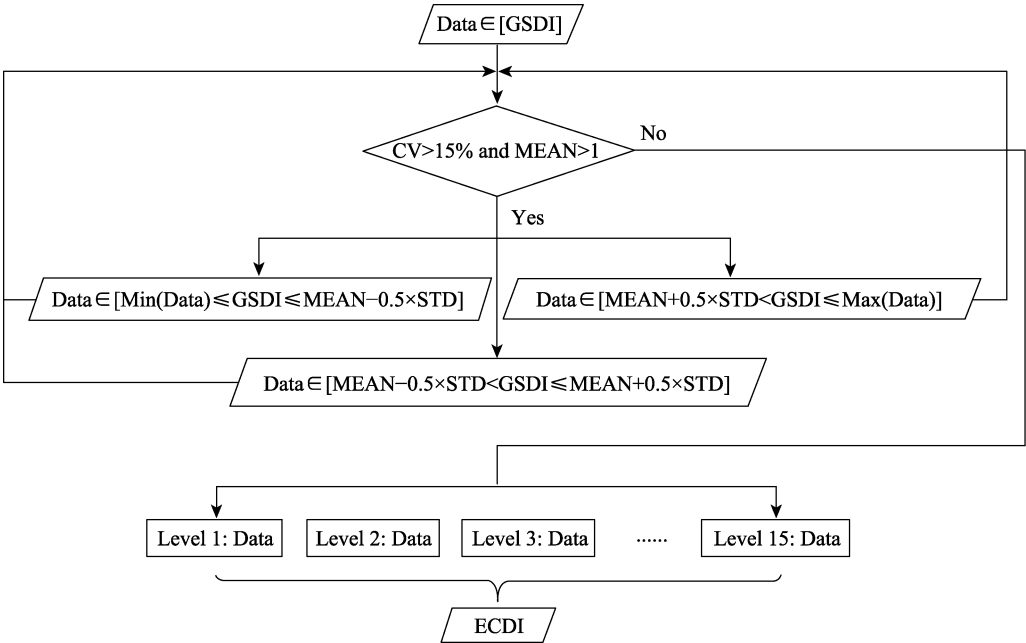 Data∈[GSDI]
CV>15% and MEAN>1
No
Yes
Data∈[Min(Data)⩽GSDI⩽MEAN−0.5×STD]
Data∈[MEAN+0.5×STD<GSDI⩽Max(Data)]
Data∈[MEAN−0.5×STD<GSDI⩽MEAN+0.5×STD]
Level 1: Data
Level 2: Data
Level 3: Data
......
Level 15: Data
ECDI